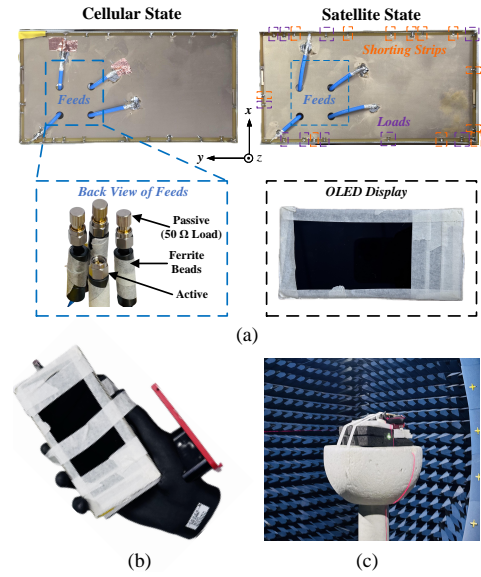 Cellular State
Satellite State
Shorting Strips
Feeds
Feeds
Loads
x
y
z
Back View of Feeds
OLED Display
Passive
(50 Ω Load)
Ferrite
Beads
Active
(a)
(b)
(c)